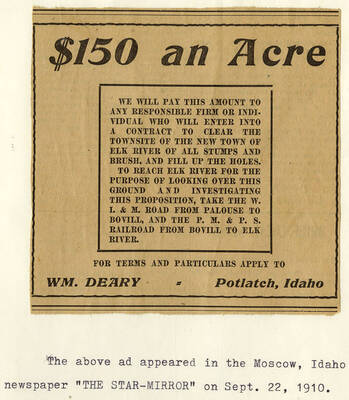 $150 an Acre
WE WILL PAY THIS AMOUNT TO
ANY RESPONSIBLE FIRM OR INDI-
VIDUAL WHO WILL ENTER INTO
A CONTRACT TO CLEAR THE
TOWNSITE OF THE NEW TOWN OF
ELK RIVER OF ALL STUMPS AND
BRUSH, AND FILL UP THE HOLES.
TO REACH ELK RIVER FOR THE
PURPOSE OF LOOKING OVER THIS
GROUND AND INVESTIGATING
THIS PROPOSITION, TAKE THE W.
I. & M. ROAD FROM PALOUSE TO
BOVILL, AND THE P. M. & P. S.
RAILROAD FROM BOVILL TO ELK
RIVER.
FOR TERMS AND PARTICULARS APPLY TO
WM. DEARY - Potlatch, Idaho
The above ad appeared in the Moscow, Idaho
newspaper "THE STAR-MIRROR" on Sept. 22, 1910.